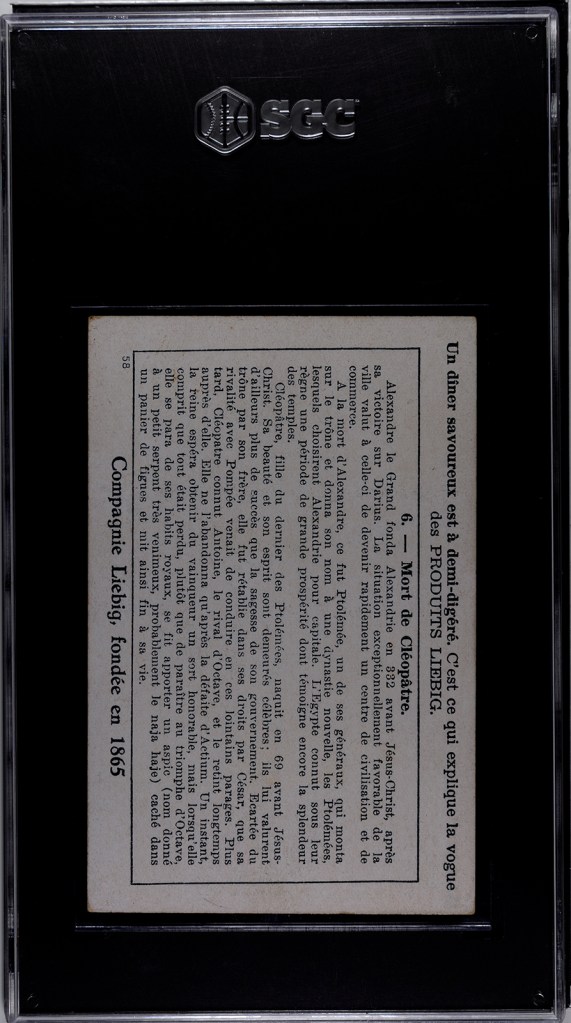 SGC
Un dîner savoureux est à demi-digéré. C'est ce qui explique la vogue
des PRODUITS LIEBIG.
6. — Mort de Cléopâtre.
Alexandre le Grand fonda Alexandrie en 332 avant Jésus-Christ, après
sa victoire sur Darius. La situation exceptionnellement favorable de la
ville valut à celle-ci de devenir rapidement un centre de civilisation et de
commerce.
A la mort d'Alexandre, ce fut Ptolémée, un de ses généraux, qui monta
sur le trône et donna son nom à une dynastie nouvelle, les Ptolémées,
lesquels choisirent Alexandrie pour capitale. L'Egypte connut sous leur
règne une période de grande prospérité dont témoigne encore la splendeur
des temples.
Cléopâtre, fille du dernier des Ptolémées, naquit en 69 avant Jésus-
Christ. Sa beauté et son esprit sont demeurés célèbres; ils lui valurent
d'ailleurs plus de succès que la sagesse de son gouvernement. Ecartée du
trône par son frère, elle fut rétablie dans ses droits par César, que sa
rivalité avec Pompée venait de conduire en ces lointains parages. Plus
tard, Cléopâtre connut Antoine, le rival d'Octave, et le retint longtemps
auprès d'elle. Elle ne l'abandonna qu'après la défaite d'Actium. Un instant,
la reine espéra obtenir du vainqueur un sort honorable, mais lorsqu'elle
comprit que tout était perdu, plutôt que de paraître au triomphe d'Octave,
elle se para de ses habits royaux, se fit apporter un aspic (nom donné
à un petit serpent très venimeux, probablement le naja haje) caché dans
un panier de figues et mit ainsi fin à sa vie.
Compagnie Liebig, fondée en 1865
58